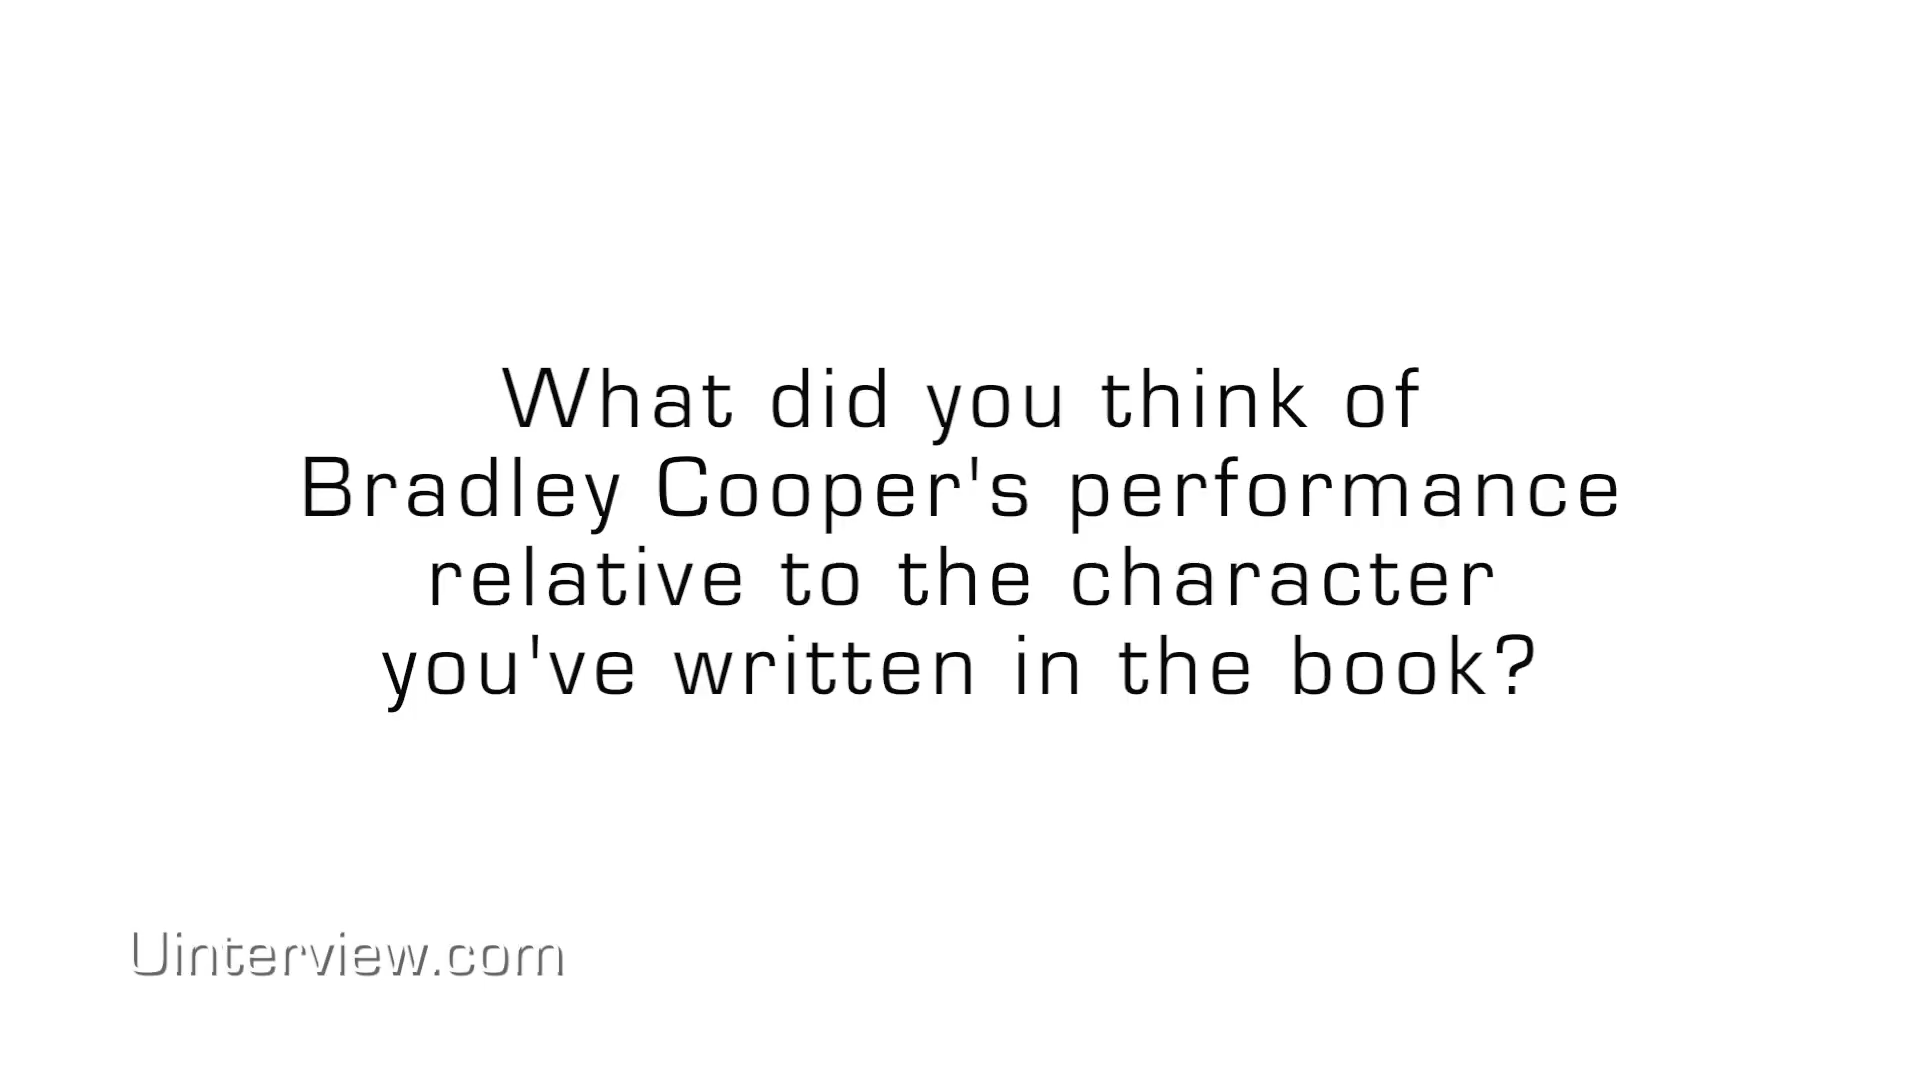 What did you think of
Bradley Cooper's performance
relative to the character
you've written in the book?
Uinterview.com